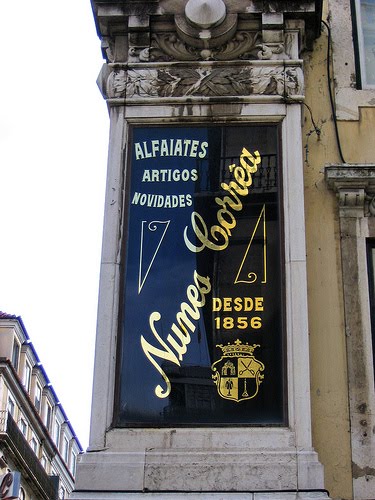 ALFAIATES
ARTIGOS
NOVIDADES
Nunes Corrêa
DESDE
1856